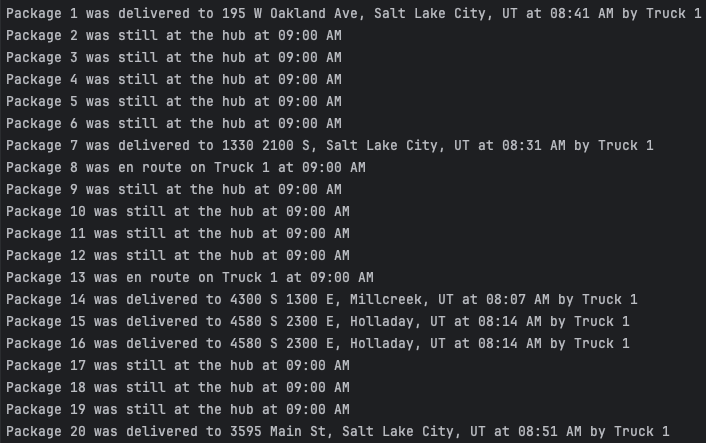 Package 1 was delivered to 195 W Oakland Ave, Salt Lake City, UT at 08:41 AM by Truck 1
Package 2 was still at the hub at 09:00 AM
Package 3 was still at the hub at 09:00 AM
Package 4 was still at the hub at 09:00 AM
Package 5 was still at the hub at 09:00 AM
Package 6 was still at the hub at 09:00 AM
Package 7 was delivered to 1330 2100 S, Salt Lake City, UT at 08:31 AM by Truck 1
Package 8 was en route on Truck 1 at 09:00 AM
Package 9 was still at the hub at 09:00 AM
Package 10 was still at the hub at 09:00 AM
Package 11 was still at the hub at 09:00 AM
Package 12 was still at the hub at 09:00 AM
Package 13 was en route on Truck 1 at 09:00 AM
Package 14 was delivered to 4300 S 1300 E, Millcreek, UT at 08:07 AM by Truck 1
Package 15 was delivered to 4580 S 2300 E, Holladay, UT at 08:14 AM by Truck 1
Package 16 was delivered to 4580 S 2300 E, Holladay, UT at 08:14 AM by Truck 1
Package 17 was still at the hub at 09:00 AM
Package 18 was still at the hub at 09:00 AM
Package 19 was still at the hub at 09:00 AM
Package 20 was delivered to 3595 Main St, Salt Lake City, UT at 08:51 AM by Truck 1